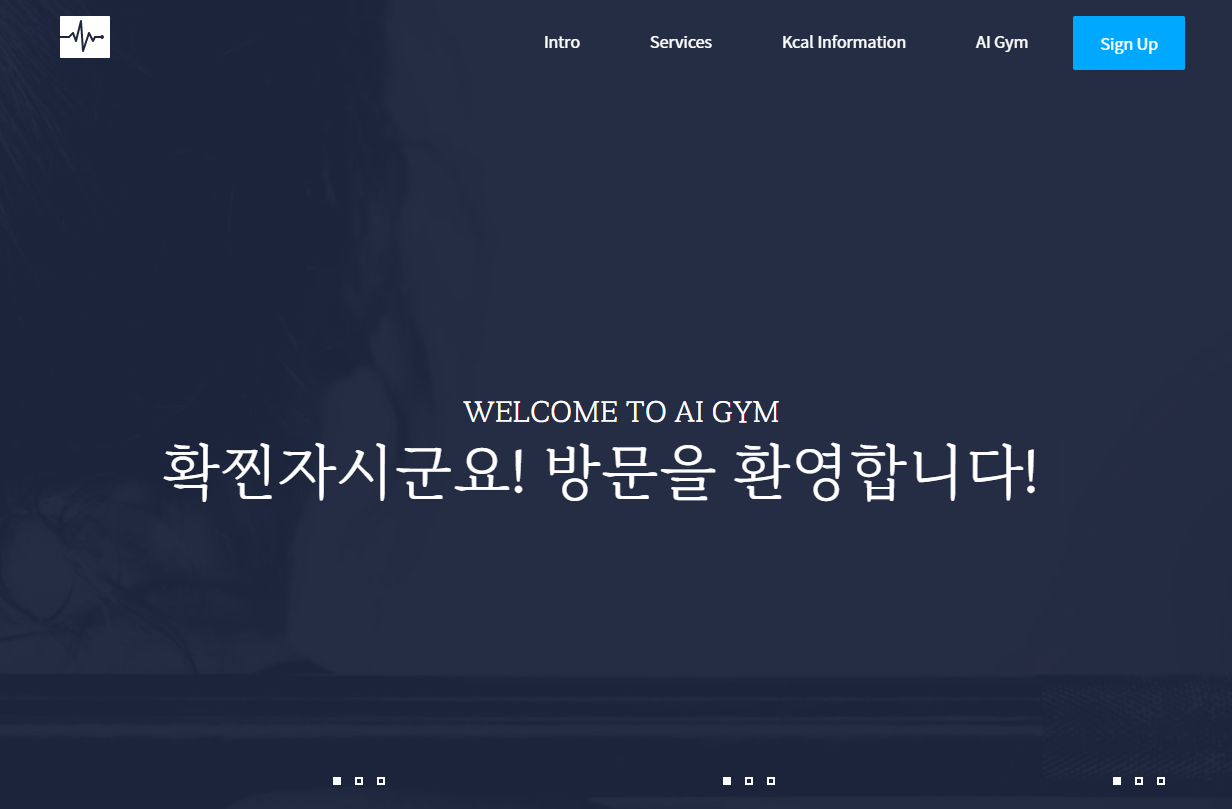 Intro
Services
Kcal Information
AI Gym
Sign Up
WELCOME TO AI GYM
확찐자시군요! 방문을 환영합니다!